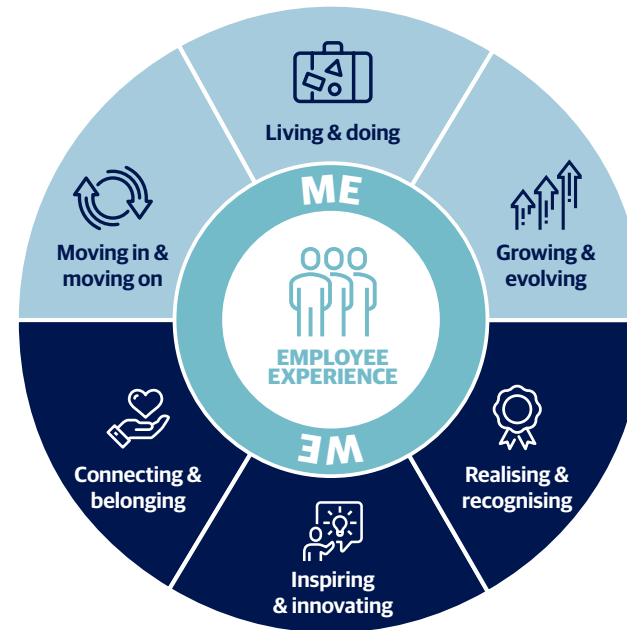 Living & doing
ME
Moving in &
moving on
Growing &
evolving
EMPLOYEE
EXPERIENCE
WE
Connecting &
belonging
Realising &
recognising
Inspiring
& innovating